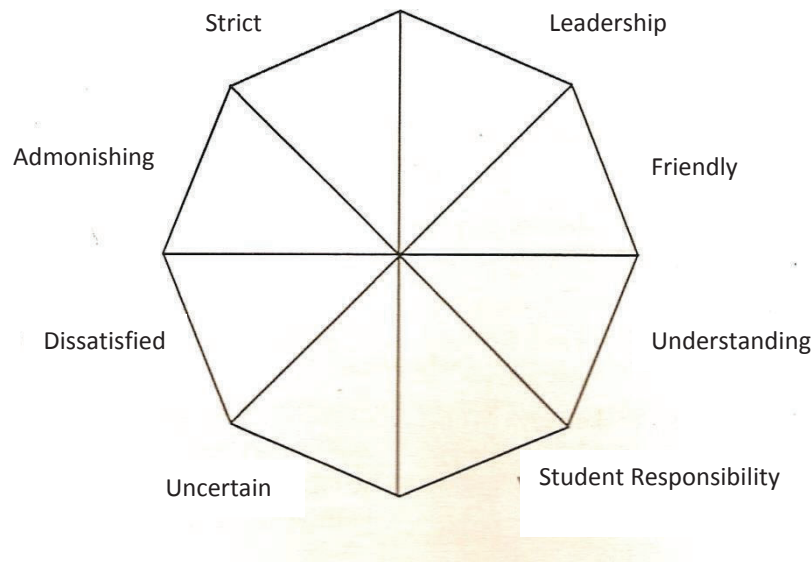 Strict
Leadership
Admonishing
Friendly
Dissatisfied
Understanding
Uncertain
Student Responsibility